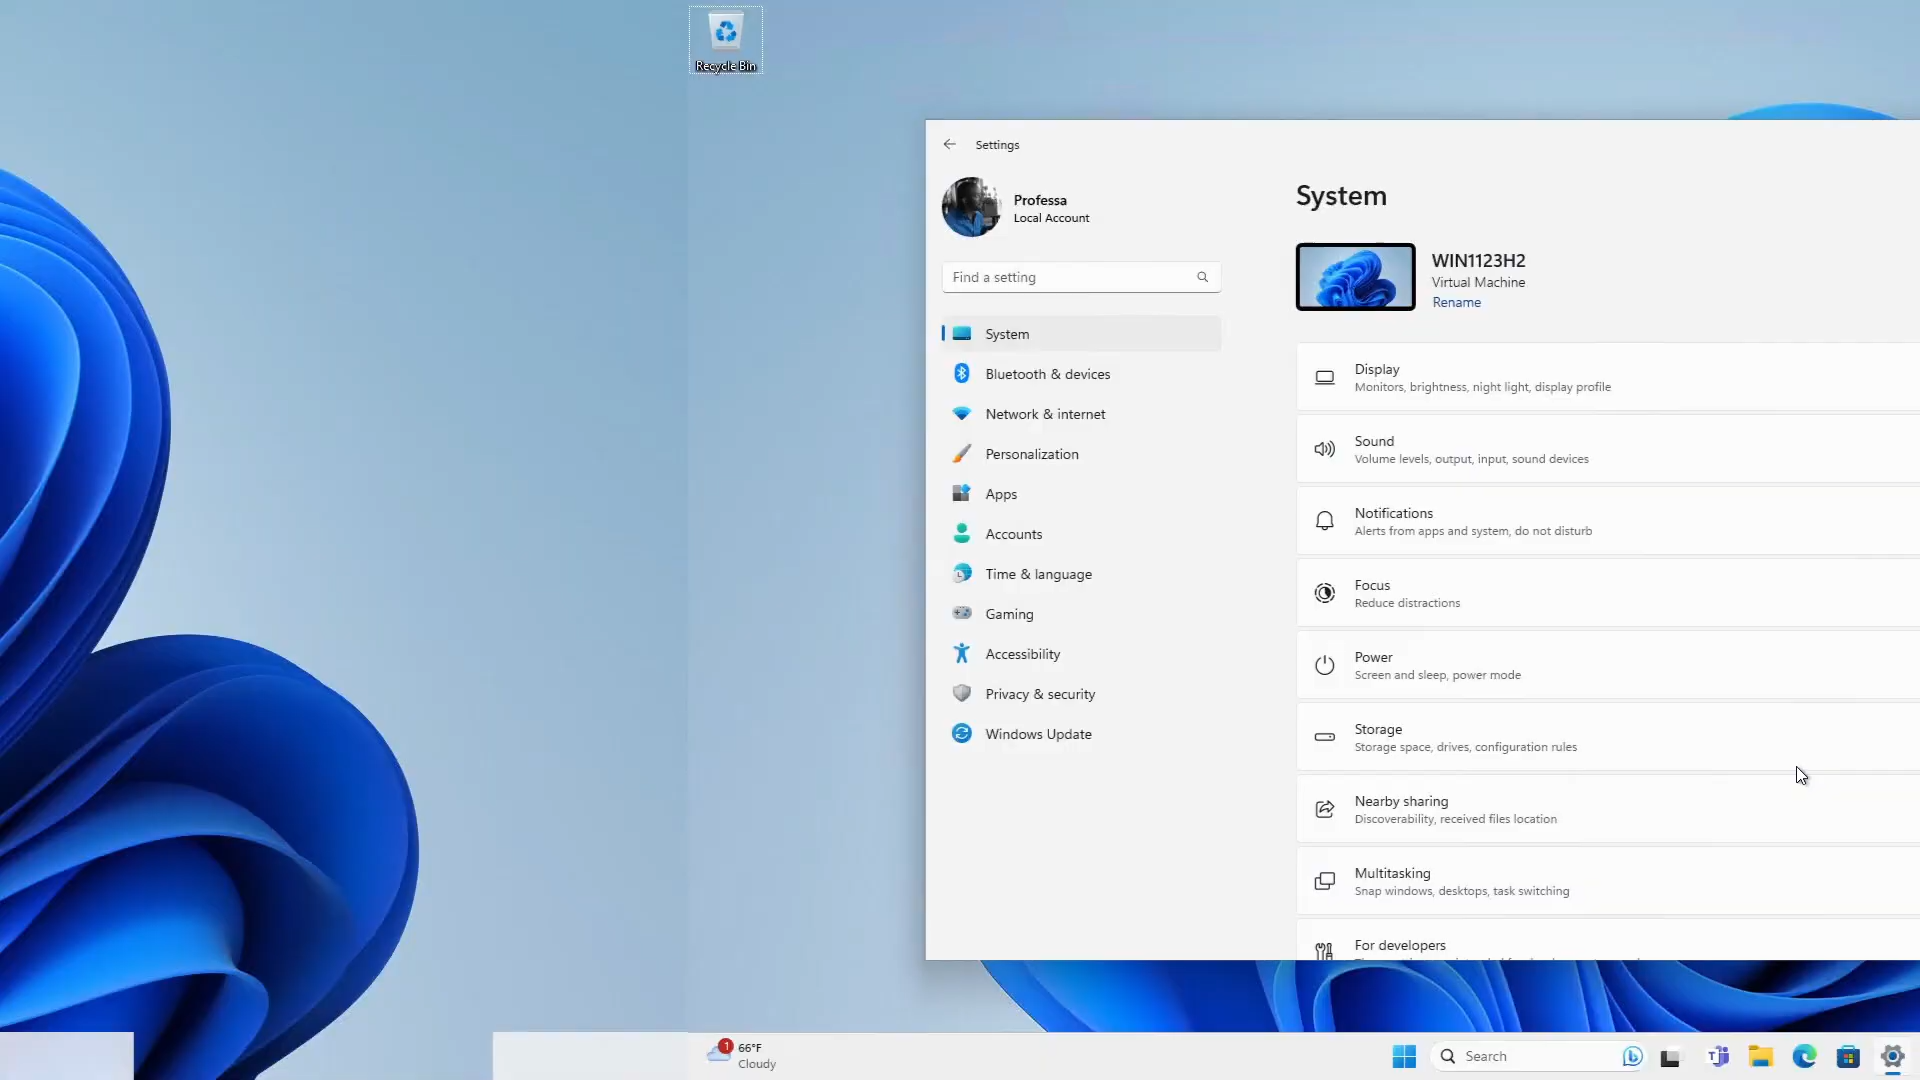 Recycle Bin
Settings
Professa
Local Account
Find a setting
System
Bluetooth & devices
Network & internet
Personalization
Apps
Accounts
Time & language
Gaming
Accessibility
Privacy & security
Windows Update
System
WIN1123H2
Virtual Machine
Rename
Display
Monitors, brightness, night light, display profile
Sound
Volume levels, output, input, sound devices
Notifications
Alerts from apps and system, do not disturb
Focus
Reduce distractions
Power
Screen and sleep, power mode
Storage
Storage space, drives, configuration rules
Nearby sharing
Discoverability, received files location
Multitasking
Snap windows, desktops, task switching
For developers
1
66°F
Cloudy
Search